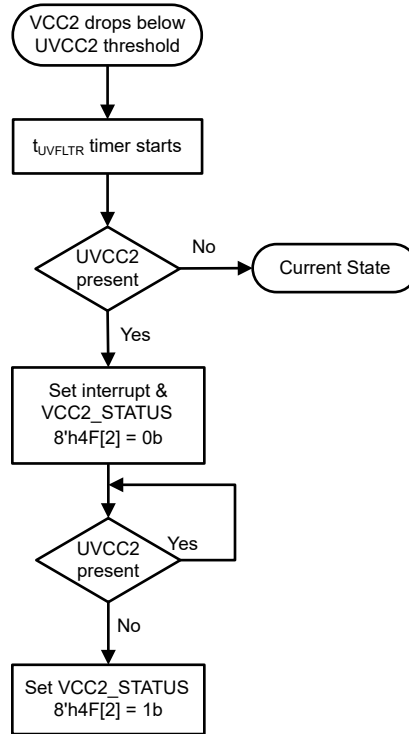 VCC2 drops below
UVCC2 threshold
tUVFLTR timer starts
UVCC2
present
No
Current State
Yes
Set interrupt &
VCC2_STATUS
8'h4F[2] = 0b
UVCC2
present
Yes
No
Set VCC2_STATUS
8'h4F[2] = 1b